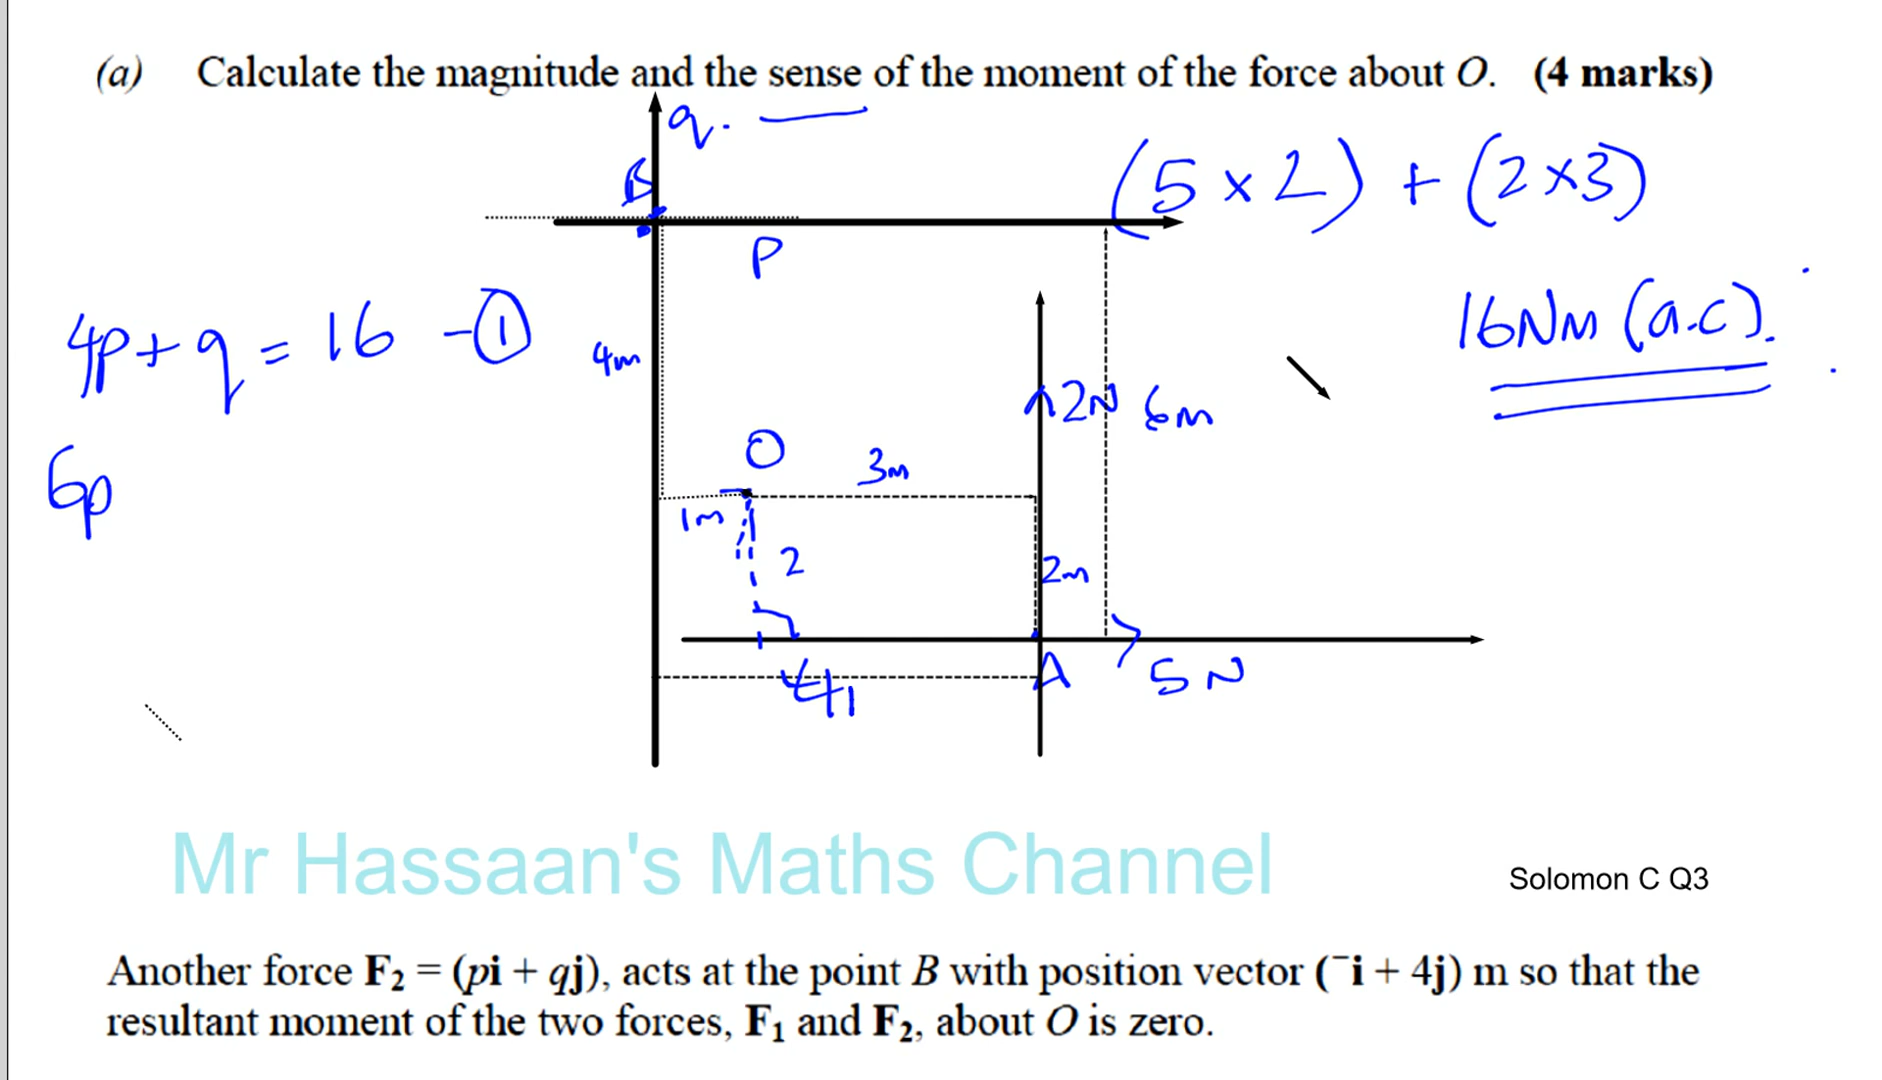 (a) Calculate the magnitude and the sense of the moment of the force about O. (4 marks)
q.
B
(5 × 2) + (2 × 3)
P
4p + q = 16 - ①
16Nm (a.c).
4m
2N 6m
O
3m
6p
1m
2
2m
4
A
5N
Mr Hassaan's Maths Channel
Solomon C Q3
Another force F₂ = (pi + qj), acts at the point B with position vector (⁻i + 4j) m so that the
resultant moment of the two forces, F₁ and F₂, about O is zero.